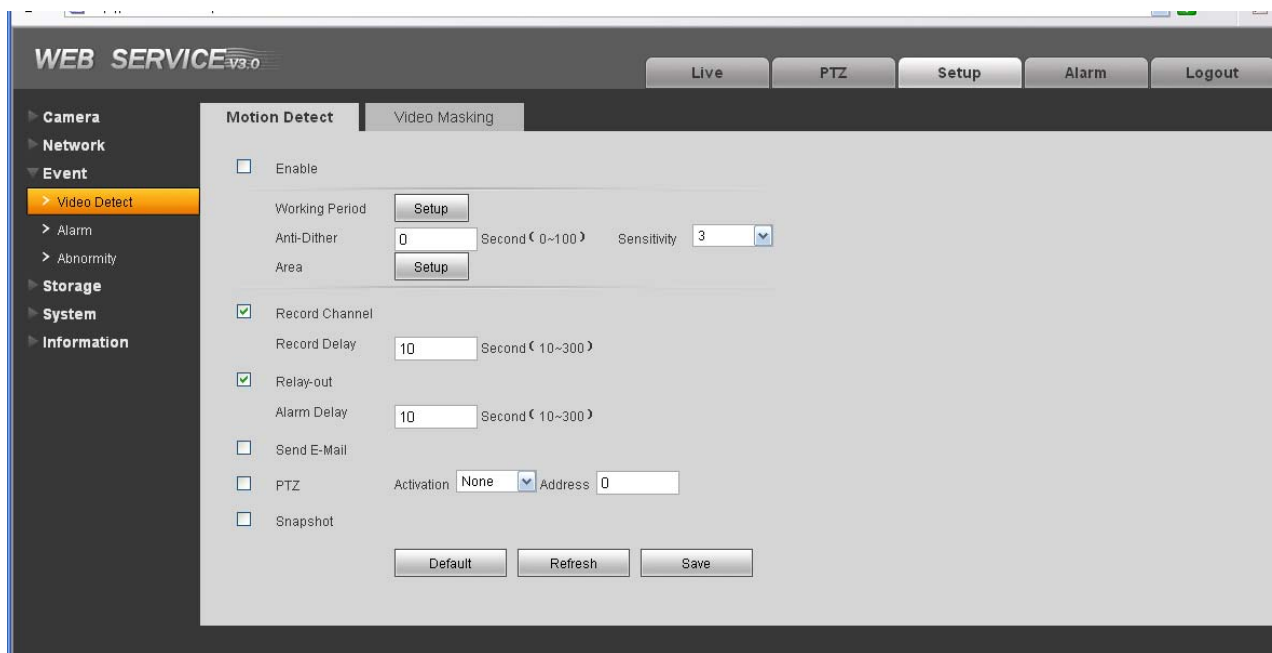 WEB SERVICE V3.0
Live PTZ Setup Alarm Logout
Camera
Network
Event
> Video Detect
> Alarm
> Abnormity
Storage
System
Information
Motion Detect Video Masking
Enable
Working Period Setup
Anti-Dither 0 Second ( 0~100 ) Sensitivity 3
Area Setup
Record Channel
Record Delay 10 Second ( 10~300 )
Relay-out
Alarm Delay 10 Second ( 10~300 )
Send E-Mail
PTZ Activation None Address 0
Snapshot
Default Refresh Save